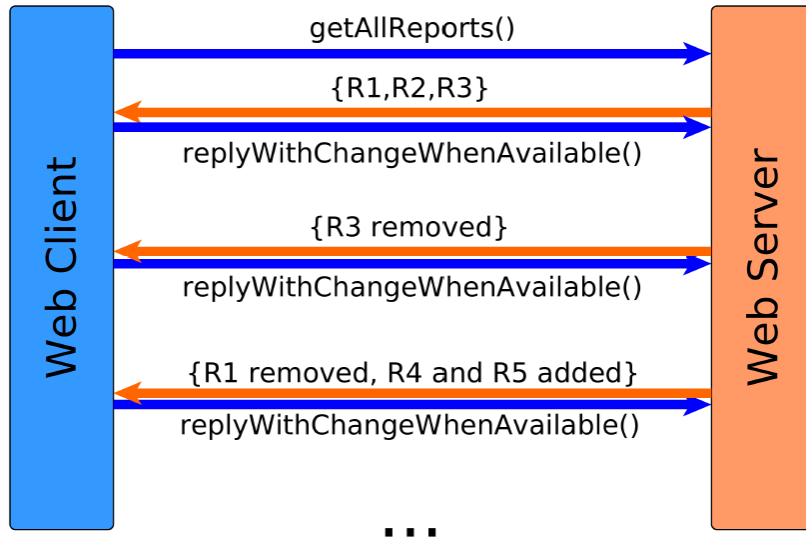 getAllReports()
{R1,R2,R3}
replyWithChangeWhenAvailable()
{R3 removed}
replyWithChangeWhenAvailable()
{R1 removed, R4 and R5 added}
replyWithChangeWhenAvailable()
...
Web Client
Web Server